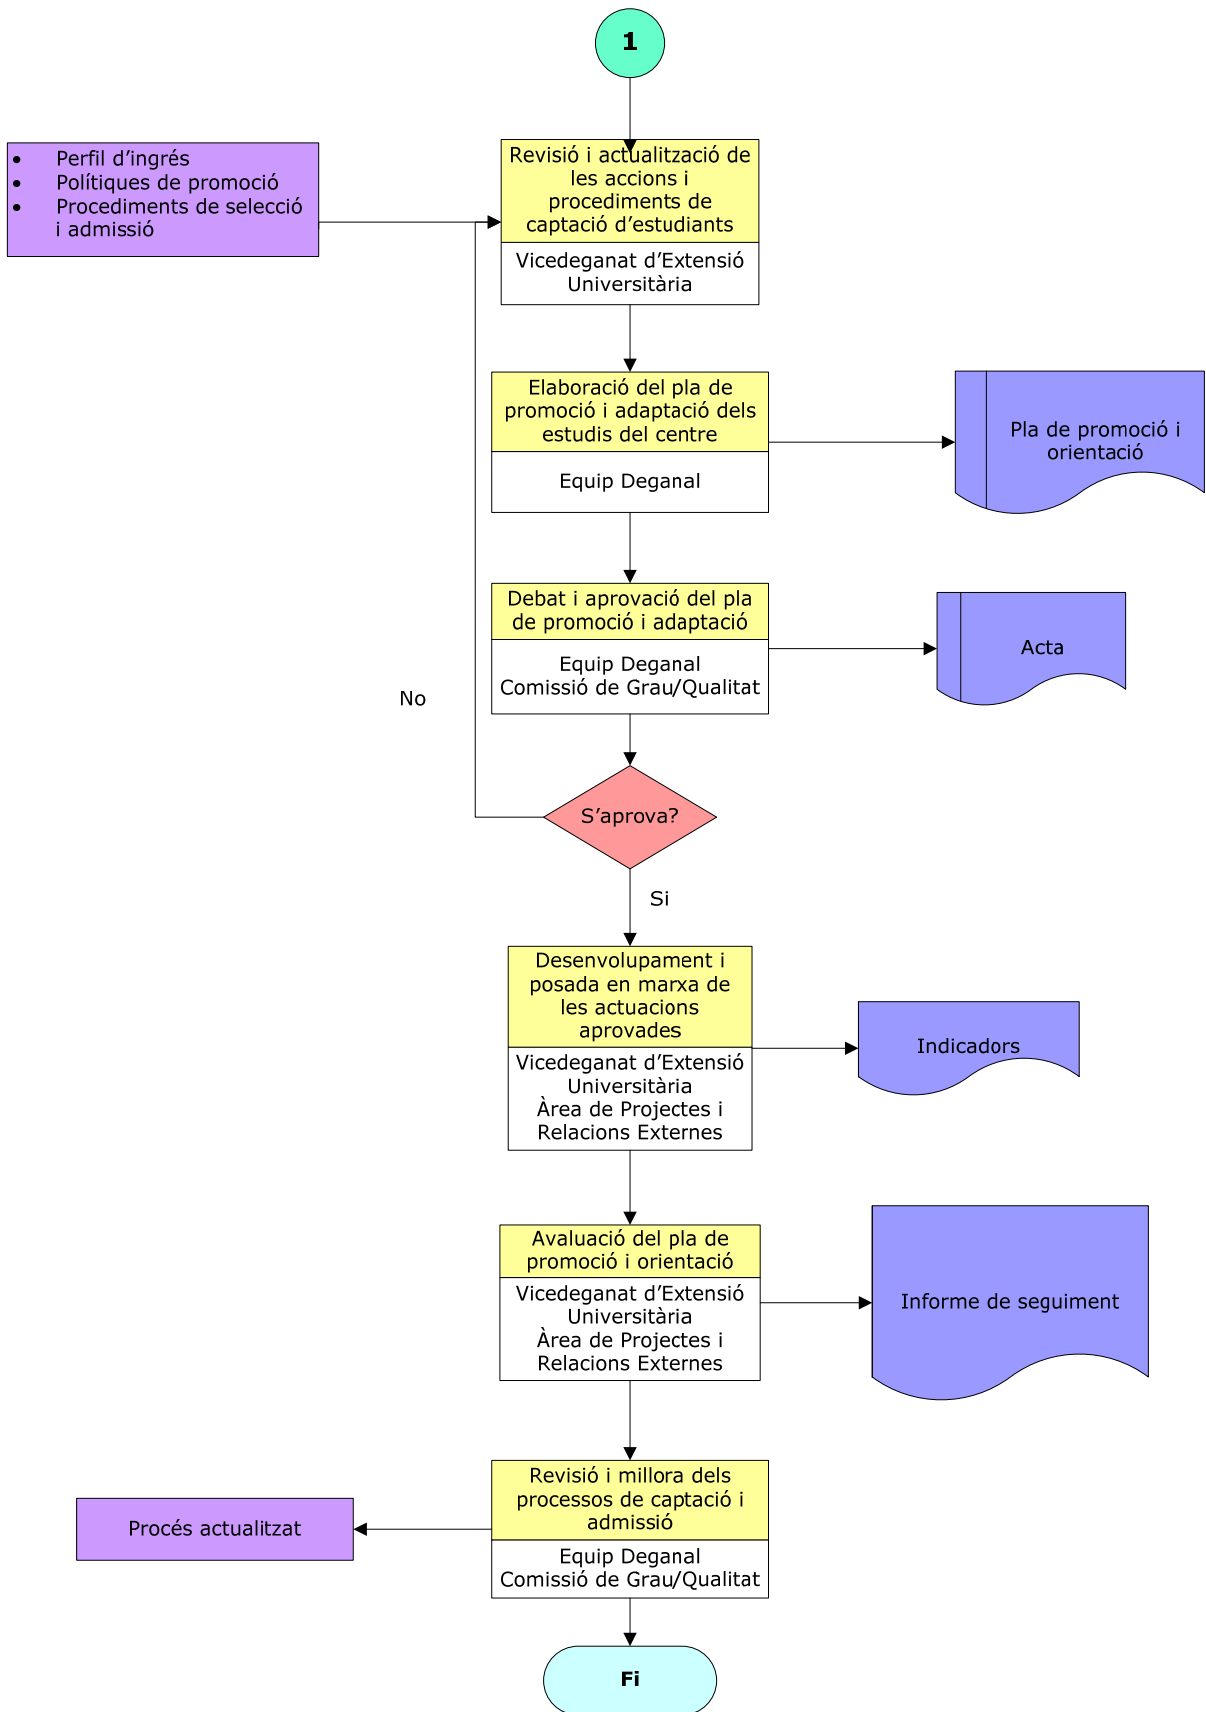 1
• Perfil d’ingrés
• Polítiques de promoció
• Procediments de selecció
i admissió
Revisió i actualització de
les accions i
procediments de
captació d’estudiants
Vicedeganat d’Extensió
Universitària
Elaboració del pla de
promoció i adaptació dels
estudis del centre
Equip Deganal
Pla de promoció i
orientació
Debat i aprovació del pla
de promoció i adaptació
Equip Deganal
Comissió de Grau/Qualitat
Acta
No
S’aprova?
Si
Desenvolupament i
posada en marxa de
les actuacions
aprovades
Vicedeganat d’Extensió
Universitària
Àrea de Projectes i
Relacions Externes
Indicadors
Avaluació del pla de
promoció i orientació
Vicedeganat d’Extensió
Universitària
Àrea de Projectes i
Relacions Externes
Informe de seguiment
Revisió i millora dels
processos de captació i
admissió
Equip Deganal
Comissió de Grau/Qualitat
Procés actualitzat
Fi